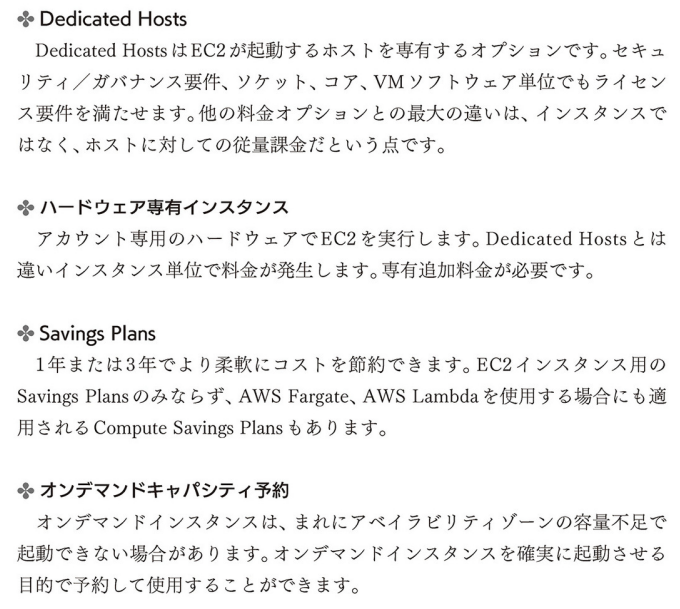 Dedicated Hosts
Dedicated HostsはEC2が起動するホストを専有するオプションです。セキュ
リティ／ガバナンス要件、ソケット、コア、VMソフトウェア単位でもライセン
ス要件を満たせます。他の料金オプションとの最大の違いは、インスタンスで
はなく、ホストに対しての従量課金だという点です。
ハードウェア専有インスタンス
アカウント専用のハードウェアでEC2を実行します。Dedicated Hostsとは
違いインスタンス単位で料金が発生します。専有追加料金が必要です。
Savings Plans
1年または3年でより柔軟にコストを節約できます。EC2インスタンス用の
Savings Plansのみならず、AWS Fargate、AWS Lambdaを使用する場合にも適
用されるCompute Savings Plansもあります。
オンデマンドキャパシティ予約
オンデマンドインスタンスは、まれにアベイラビリティゾーンの容量不足で
起動できない場合があります。オンデマンドインスタンスを確実に起動させる
目的で予約して使用することができます。